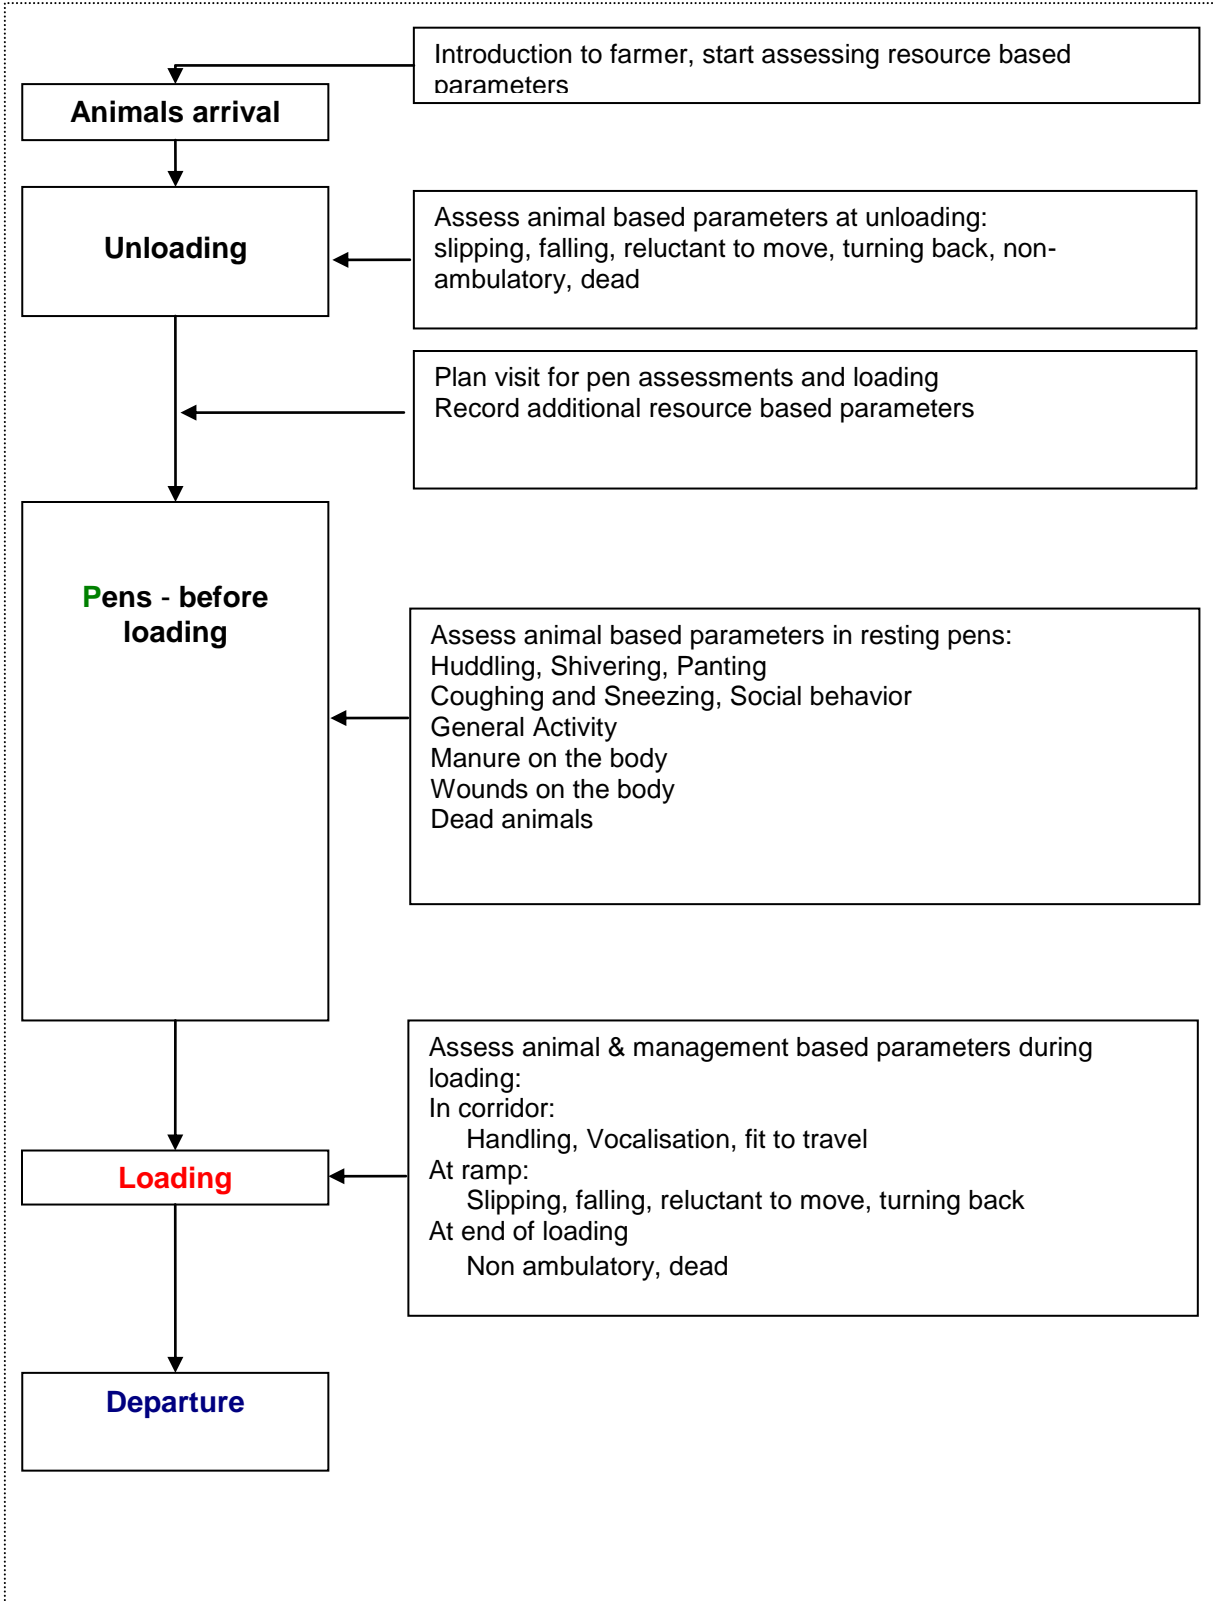 Introduction to farmer, start assessing resource based
parameters
Animals arrival
Unloading
Assess animal based parameters at unloading:
slipping, falling, reluctant to move, turning back, non-
ambulatory, dead
Plan visit for pen assessments and loading
Record additional resource based parameters
Pens - before
loading
Assess animal based parameters in resting pens:
Huddling, Shivering, Panting
Coughing and Sneezing, Social behavior
General Activity
Manure on the body
Wounds on the body
Dead animals
Assess animal & management based parameters during
loading:
In corridor:
Handling, Vocalisation, fit to travel
At ramp:
Slipping, falling, reluctant to move, turning back
At end of loading
Non ambulatory, dead
Loading
Departure